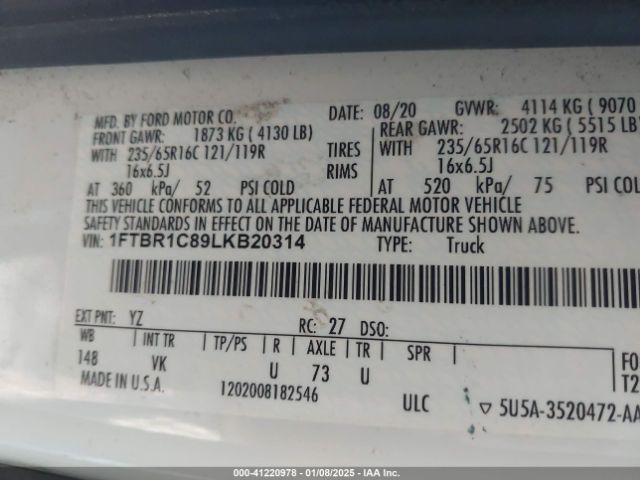 MFD. BY FORD MOTOR CO. DATE: 08/20 GVWR: 4114 KG ( 9070
FRONT GAWR: 1873 KG ( 4130 LB) REAR GAWR: 2502 KG ( 5515 LB
WITH 235/65R16C 121/119R TIRES WITH 235/65R16C 121/119R
16x6.5J RIMS 16x6.5J
AT 360 kPa/ 52 PSI COLD AT 520 kPa/ 75 PSI COL
THIS VEHICLE CONFORMS TO ALL APPLICABLE FEDERAL MOTOR VEHICLE
SAFETY STANDARDS IN EFFECT ON THE DATE OF MANUFACTURE SHOWN ABOVE.
VIN: 1FTBR1C89LKB20314 TYPE: Truck
EXT PNT: YZ RC: 27 DSO:
WB INT TR TP/PS R AXLE TR SPR
148 VK U 73 U
MADE IN U.S.A. 1202008182546 ULC
FO
T2
▽ 5U5A-3520472-AA
000-41220978 - 01/08/2025 - IAA Inc.